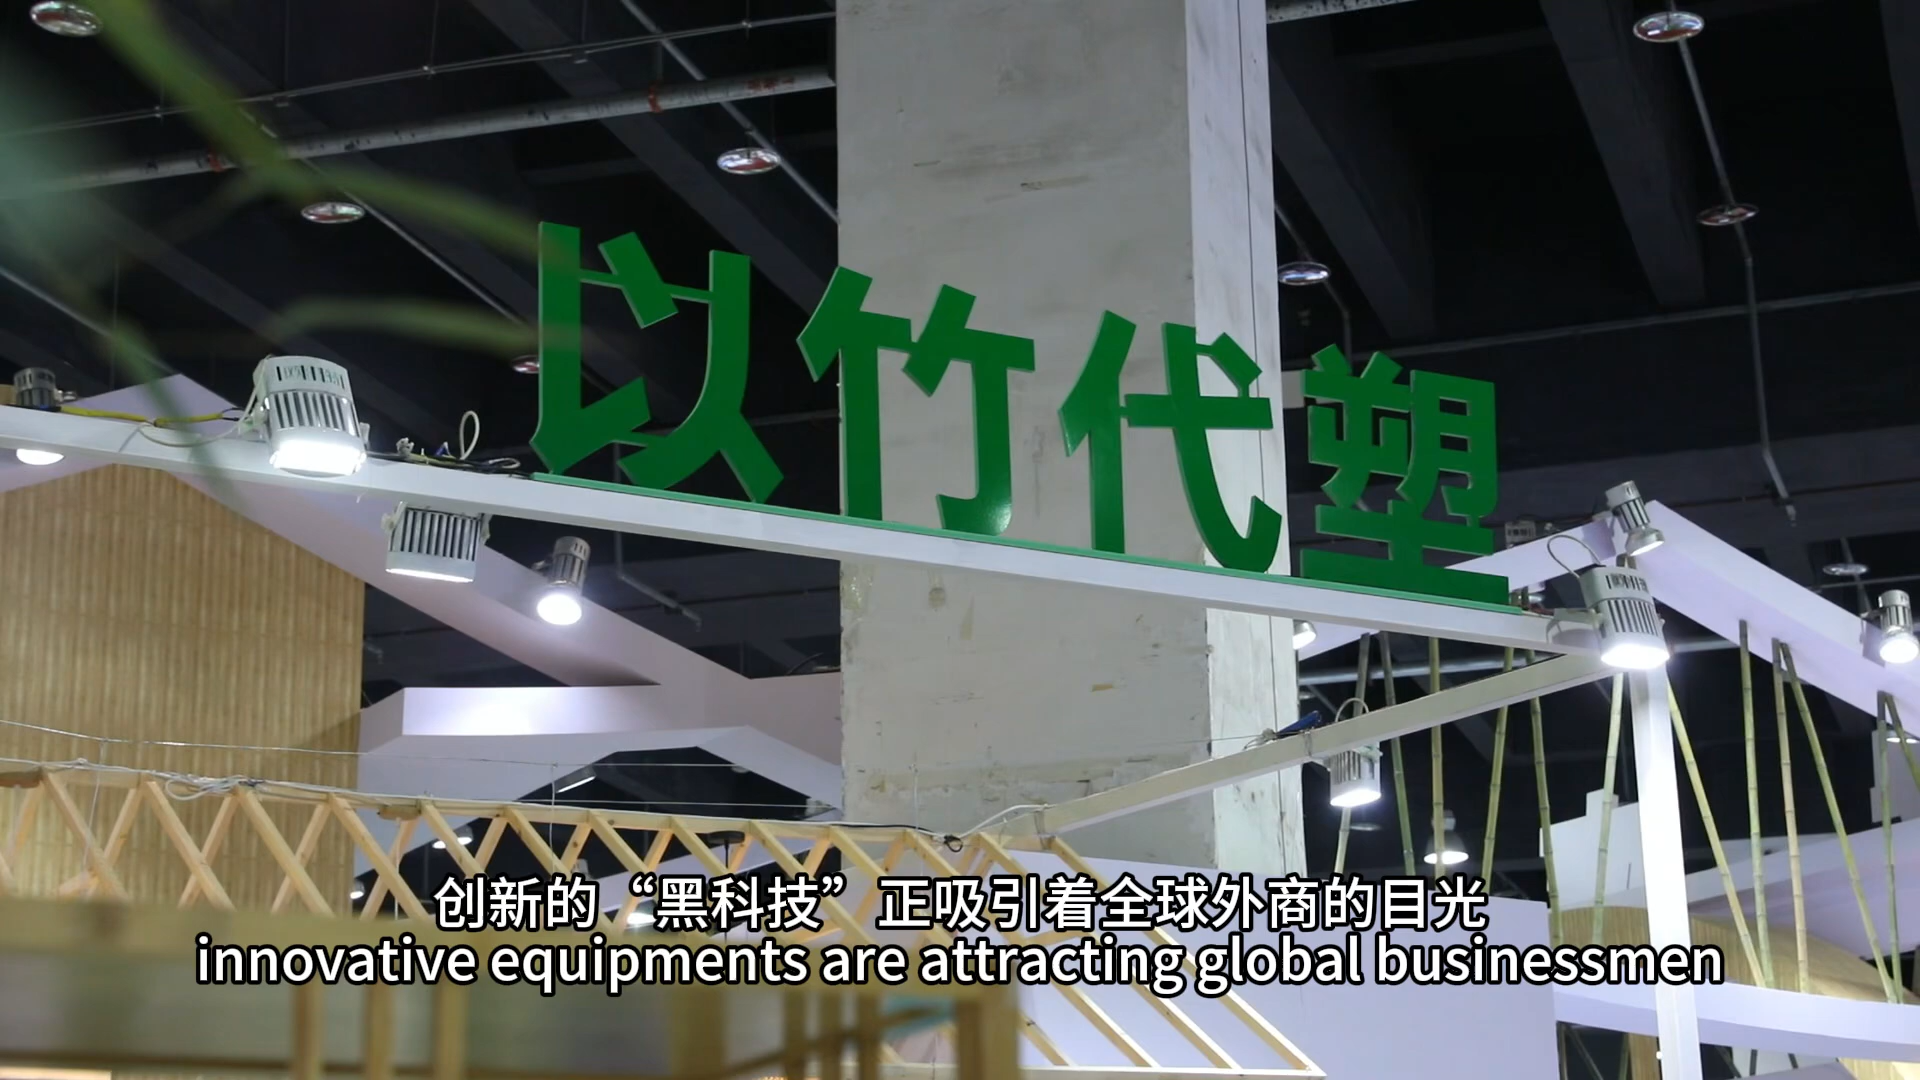 以竹代塑
创新的“黑科技”正吸引着全球外商的目光
innovative equipments are attracting global businessmen